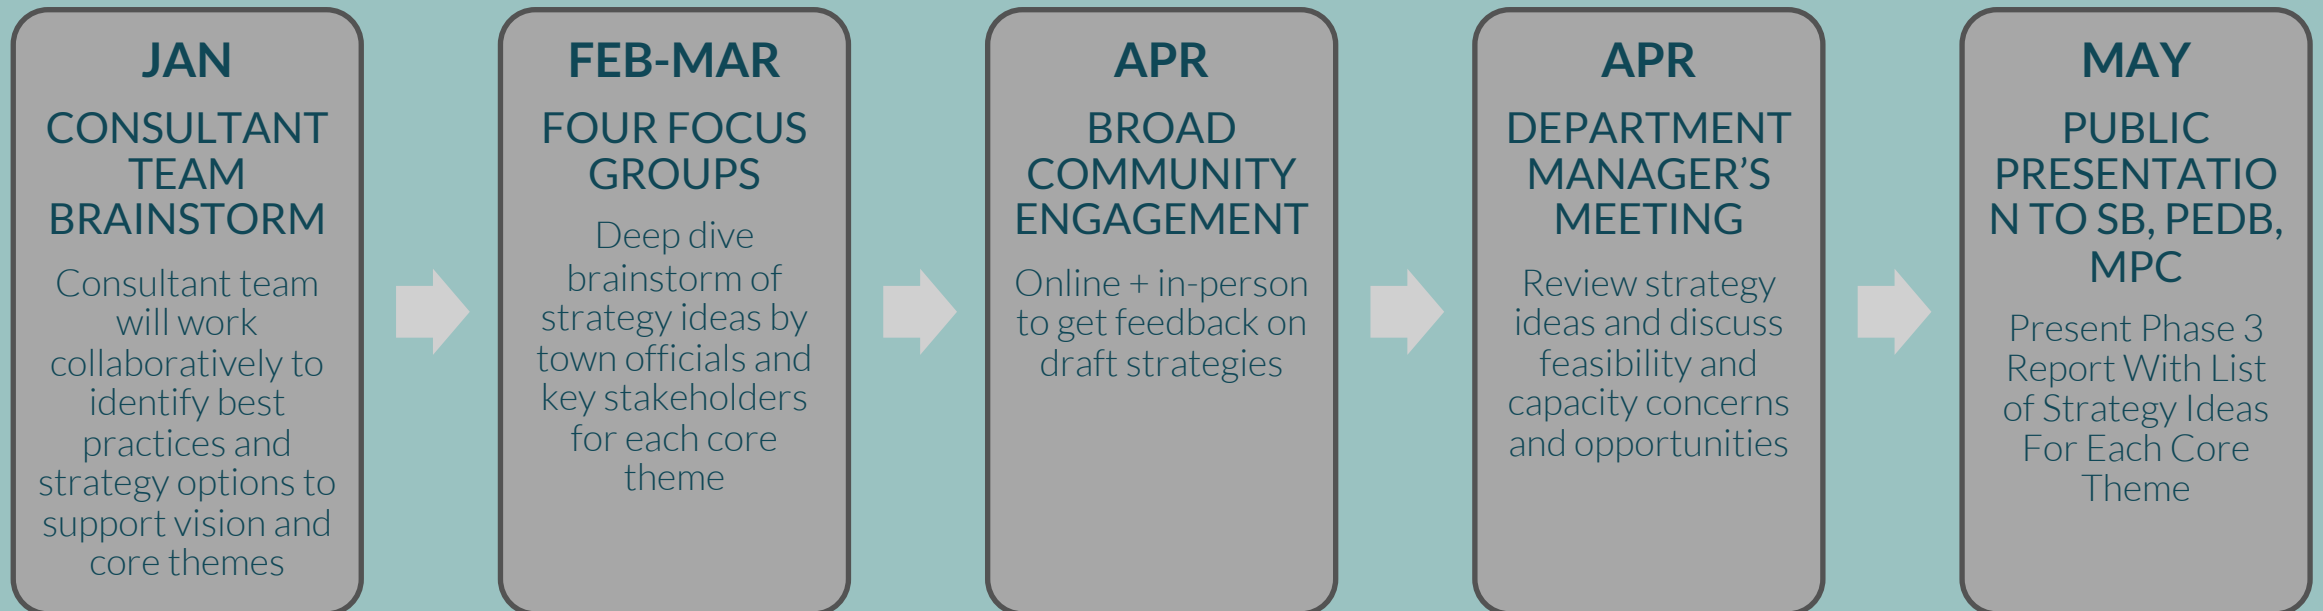 JAN
CONSULTANT
TEAM
BRAINSTORM
Consultant team
will work
collaboratively to
identify best
practices and
strategy options to
support vision and
core themes
FEB-MAR
FOUR FOCUS
GROUPS
Deep dive
brainstorm of
strategy ideas by
town officials and
key stakeholders
for each core
theme
APR
BROAD
COMMUNITY
ENGAGEMENT
Online + in-person
to get feedback on
draft strategies
APR
DEPARTMENT
MANAGER’S
MEETING
Review strategy
ideas and discuss
feasibility and
capacity concerns
and opportunities
MAY
PUBLIC
PRESENTATIO
N TO SB, PEDB,
MPC
Present Phase 3
Report With List
of Strategy Ideas
For Each Core
Theme